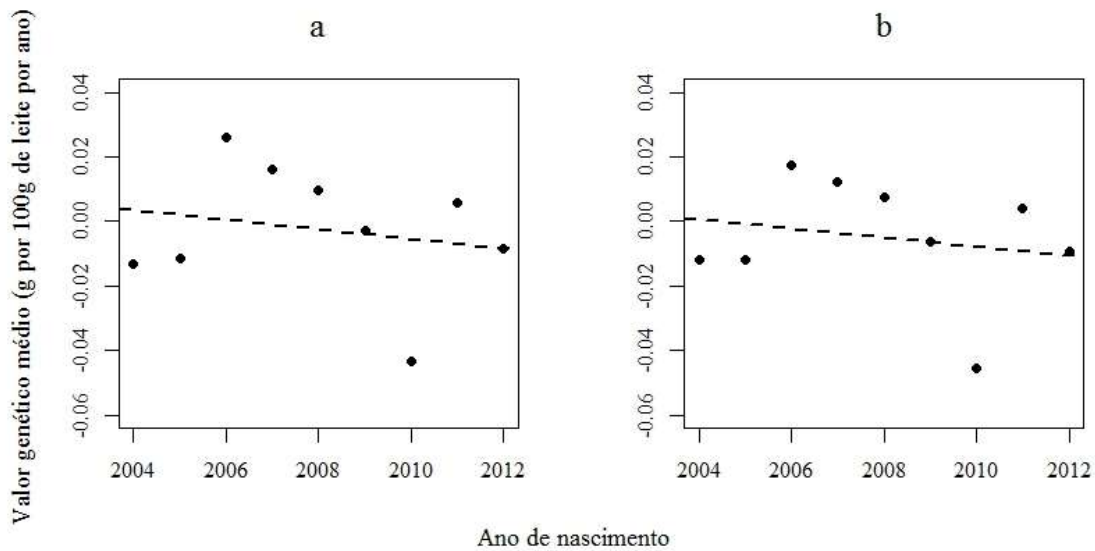 a
b
Valor genético médio (g por 100g de leite por ano)
0.04
0.02
0.00
-0.02
-0.04
-0.06
0.04
0.02
0.00
-0.02
-0.04
-0.06
2004 2006 2008 2010 2012
2004 2006 2008 2010 2012
Ano de nascimento